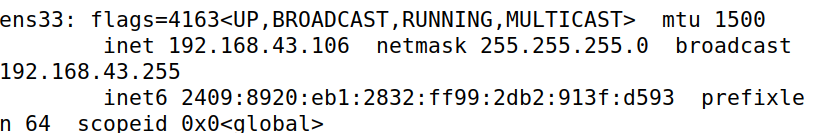 ens33: flags=4163<UP,BROADCAST,RUNNING,MULTICAST>  mtu 1500
        inet 192.168.43.106  netmask 255.255.255.0  broadcast
192.168.43.255
        inet6 2409:8920:eb1:2832:ff99:2db2:913f:d593  prefixle
n 64  scopeid 0x0<global>